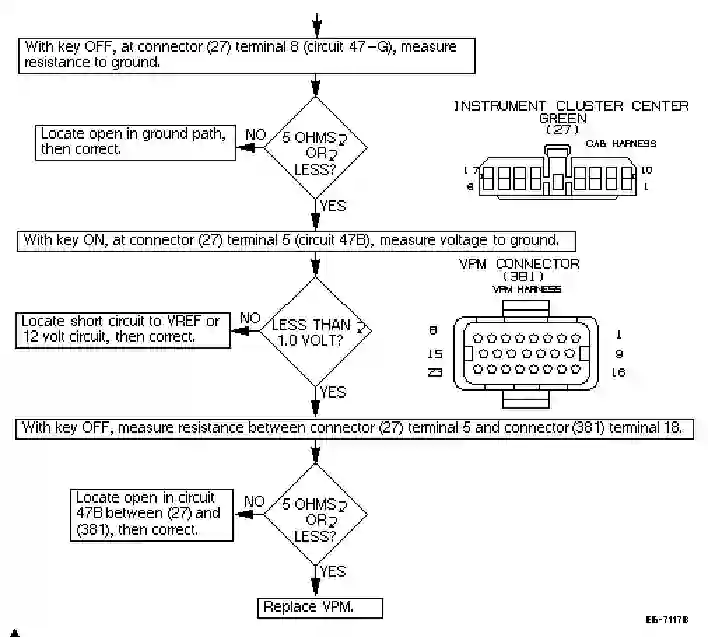 With key OFF, at connector (27) terminal 8 (circuit 47-G), measure
resistance to ground.
INSTRUMENT CLUSTER CENTER
GREEN
(27)
CAB HARNESS
Locate open in ground path,
then correct.
NO
5 OHMS
OR
LESS?
17
10
6
1
YES
With key ON, at connector (27) terminal 5 (circuit 47B), measure voltage to ground.
VPM CONNECTOR
(381)
VPM HARNESS
Locate short circuit to VREF or
12 volt circuit, then correct.
NO
LESS THAN
1.0 VOLT?
8
1
15
9
23
16
YES
With key OFF, measure resistance between connector (27) terminal 5 and connector (381) terminal 18.
Locate open in circuit
47B between (27) and
(381), then correct.
NO
5 OHMS
OR
LESS?
YES
Replace VPM.
EG-7117B